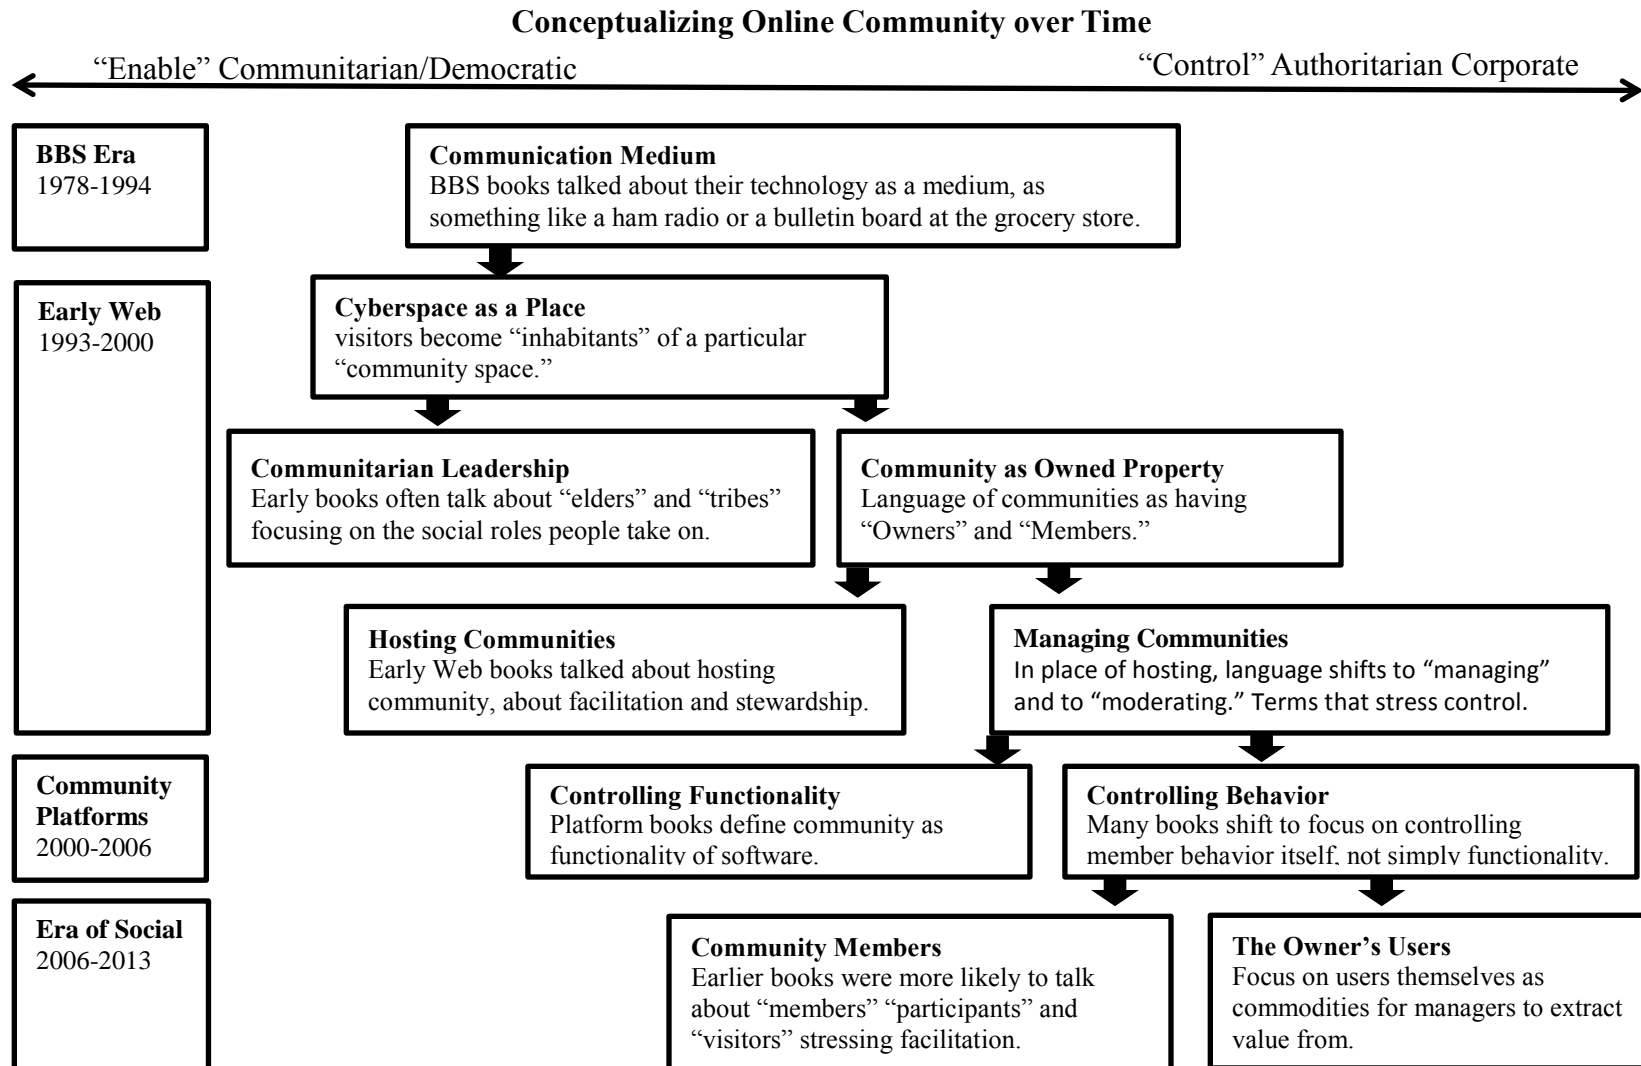 Conceptualizing Online Community over Time
“Enable” Communitarian/Democratic
“Control” Authoritarian Corporate
BBS Era
1978-1994
Communication Medium
BBS books talked about their technology as a medium, as
something like a ham radio or a bulletin board at the grocery store.
Early Web
1993-2000
Cyberspace as a Place
visitors become “inhabitants” of a particular
“community space.”
Communitarian Leadership
Early books often talk about “elders” and “tribes”
focusing on the social roles people take on.
Community as Owned Property
Language of communities as having
“Owners” and “Members.”
Hosting Communities
Early Web books talked about hosting
community, about facilitation and stewardship.
Managing Communities
In place of hosting, language shifts to “managing”
and to “moderating.” Terms that stress control.
Community
Platforms
2000-2006
Controlling Functionality
Platform books define community as
functionality of software.
Controlling Behavior
Many books shift to focus on controlling
member behavior itself, not simply functionality.
Era of Social
2006-2013
Community Members
Earlier books were more likely to talk
about “members” “participants” and
“visitors” stressing facilitation.
The Owner’s Users
Focus on users themselves as
commodities for managers to extract
value from.